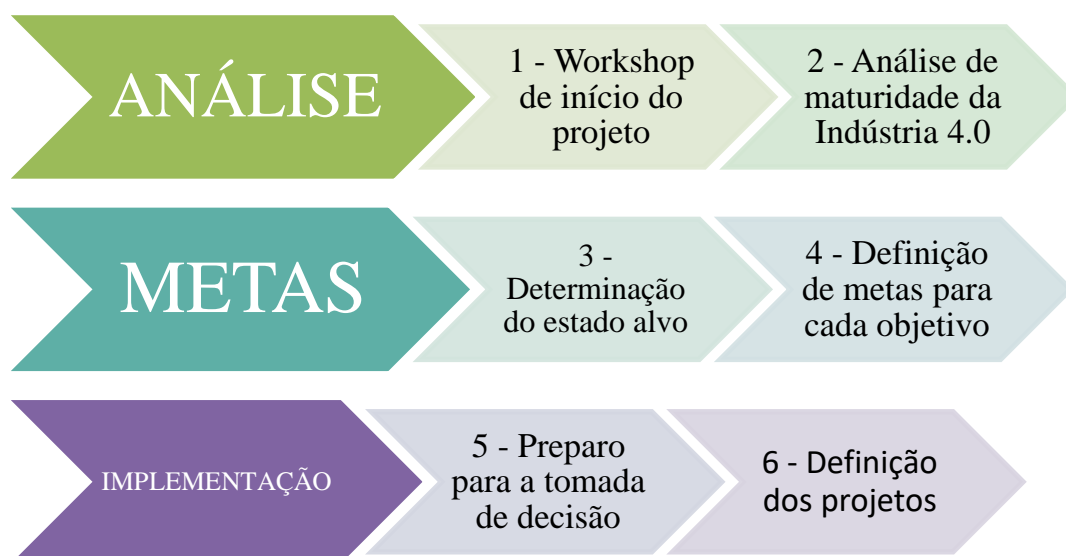 ANÁLISE
1 - Workshop
de início do
projeto
2 - Análise de
maturidade da
Indústria 4.0
METAS
3 -
Determinação
do estado alvo
4 - Definição
de metas para
cada objetivo
IMPLEMENTAÇÃO
5 - Preparo
para a tomada
de decisão
6 - Definição
dos projetos